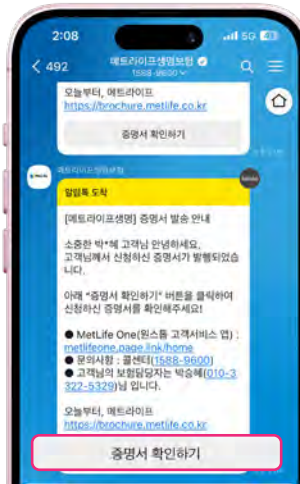 2:08
5G
492
메트라이프생명보험
1588-9600
오늘부터, 메트라이프
https://brochure.metlife.co.kr
증명서 확인하기
메트라이프생명보험
알림톡 도착
[메트라이프생명] 증명서 발송 안내
소중한 박*혜 고객님 안녕하세요,
고객님께서 신청하신 증명서가 발행되었습
니다.
아래 "증명서 확인하기" 버튼을 클릭하여
신청하신 증명서를 확인해주세요!
● MetLife One(원스톱 고객서비스 앱) :
metlifeone.page.link/home
● 문의사항 : 콜센터(1588-9600)
● 고객님의 보험담당자는 박승혜(010-3
322-5329)님 입니다.
오늘부터, 메트라이프
https://brochure.metlife.co.kr
증명서 확인하기